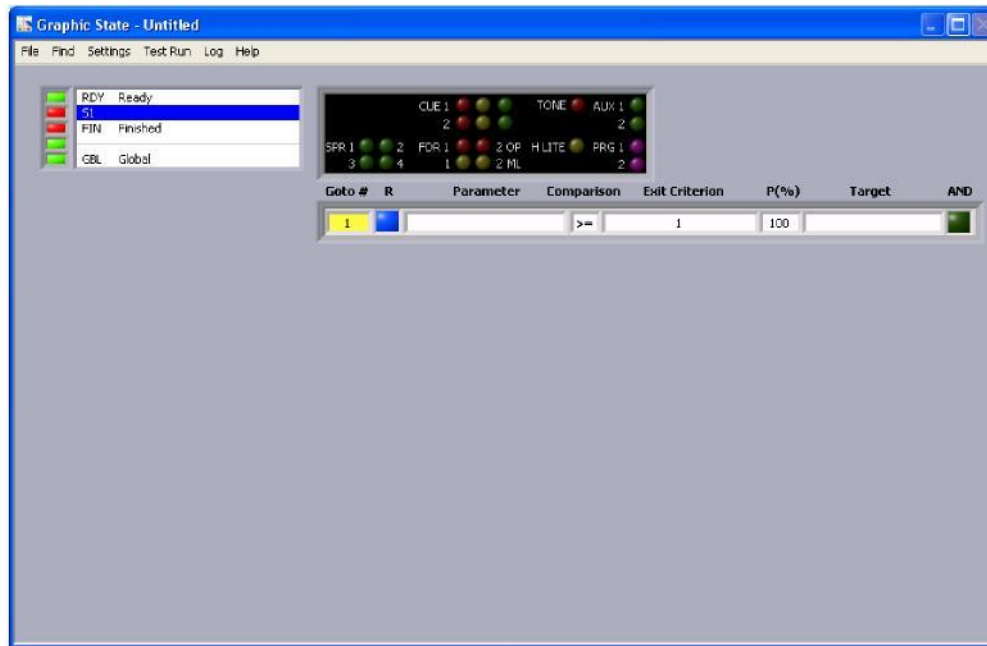 Graphic State - Untitled
File Find Settings Test Run Log Help
RDY Ready
S1
FIN Finished
GBL Global
CUE 1 TONE AUX 1
2 2
SPR 1 2 FDR 1 2 OP H LITE PRG 1
3 4 1 2 ML 2
Goto # R Parameter Comparison Exit Criterion P(%) Target AND
1 >= 1 100